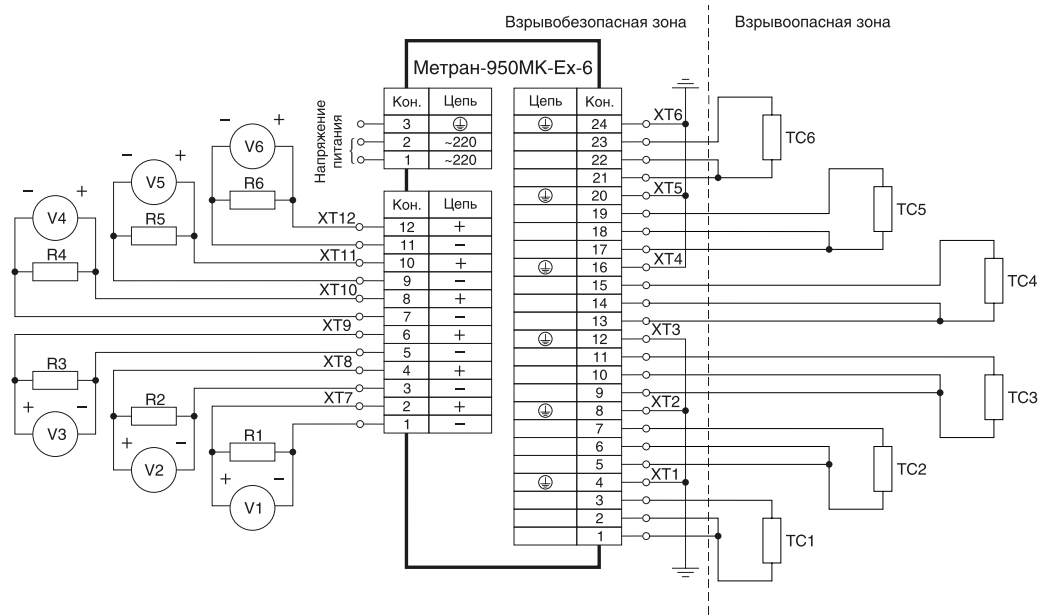 Взрывобезопасная зона
Взрывоопасная зона
Метран-950МК-Ех-6
Напряжение
питания
Кон. Цепь
3
2 ~220
1 ~220
Кон. Цепь
12 +
11 −
10 +
9 −
8 +
7 −
6 +
5 −
4 +
3 −
2 +
1 −
Цепь Кон.
24
23
22
21
20
19
18
17
16
15
14
13
12
11
10
9
8
7
6
5
4
3
2
1
− +
V6
R6
− +
V5
R5
− +
V4
R4
XT12
XT11
XT10
XT9
XT8
XT7
R3
+ −
V3
R2
+ −
V2
R1
+ −
V1
XT6
XT5
XT4
XT3
XT2
XT1
TC6
TC5
TC4
TC3
TC2
TC1